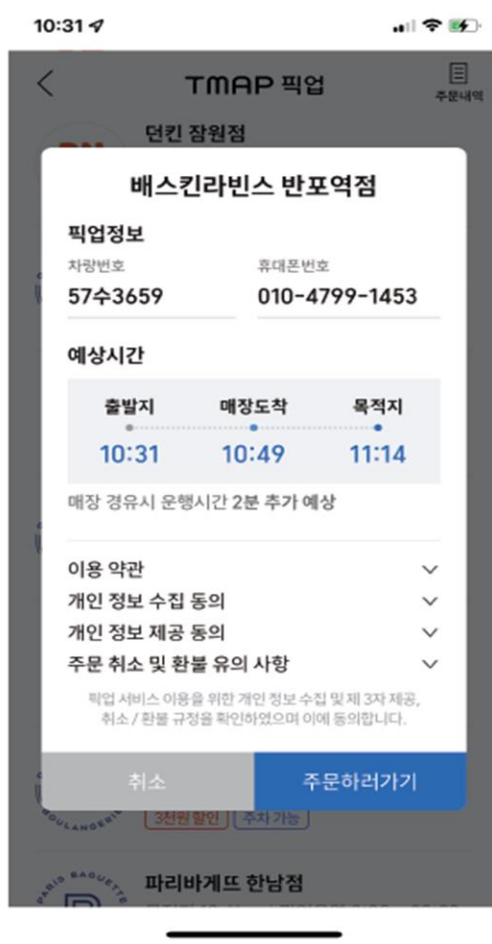 10:31
TMAP 픽업
주문내역
던킨 잠원점
배스킨라빈스 반포역점
픽업정보
차량번호 휴대폰번호
57수3659 010-4799-1453
예상시간
출발지 매장도착 목적지
10:31 10:49 11:14
매장 경유시 운행시간 2분 추가 예상
이용 약관
개인 정보 수집 동의
개인 정보 제공 동의
주문 취소 및 환불 유의 사항
픽업 서비스 이용을 위한 개인 정보 수집 및 제 3자 제공,
취소 / 환불 규정을 확인하였으며 이에 동의합니다.
취소 주문하러가기
3천원 할인 주차 가능
PARIS BAGUETTE
파리바게뜨 한남점